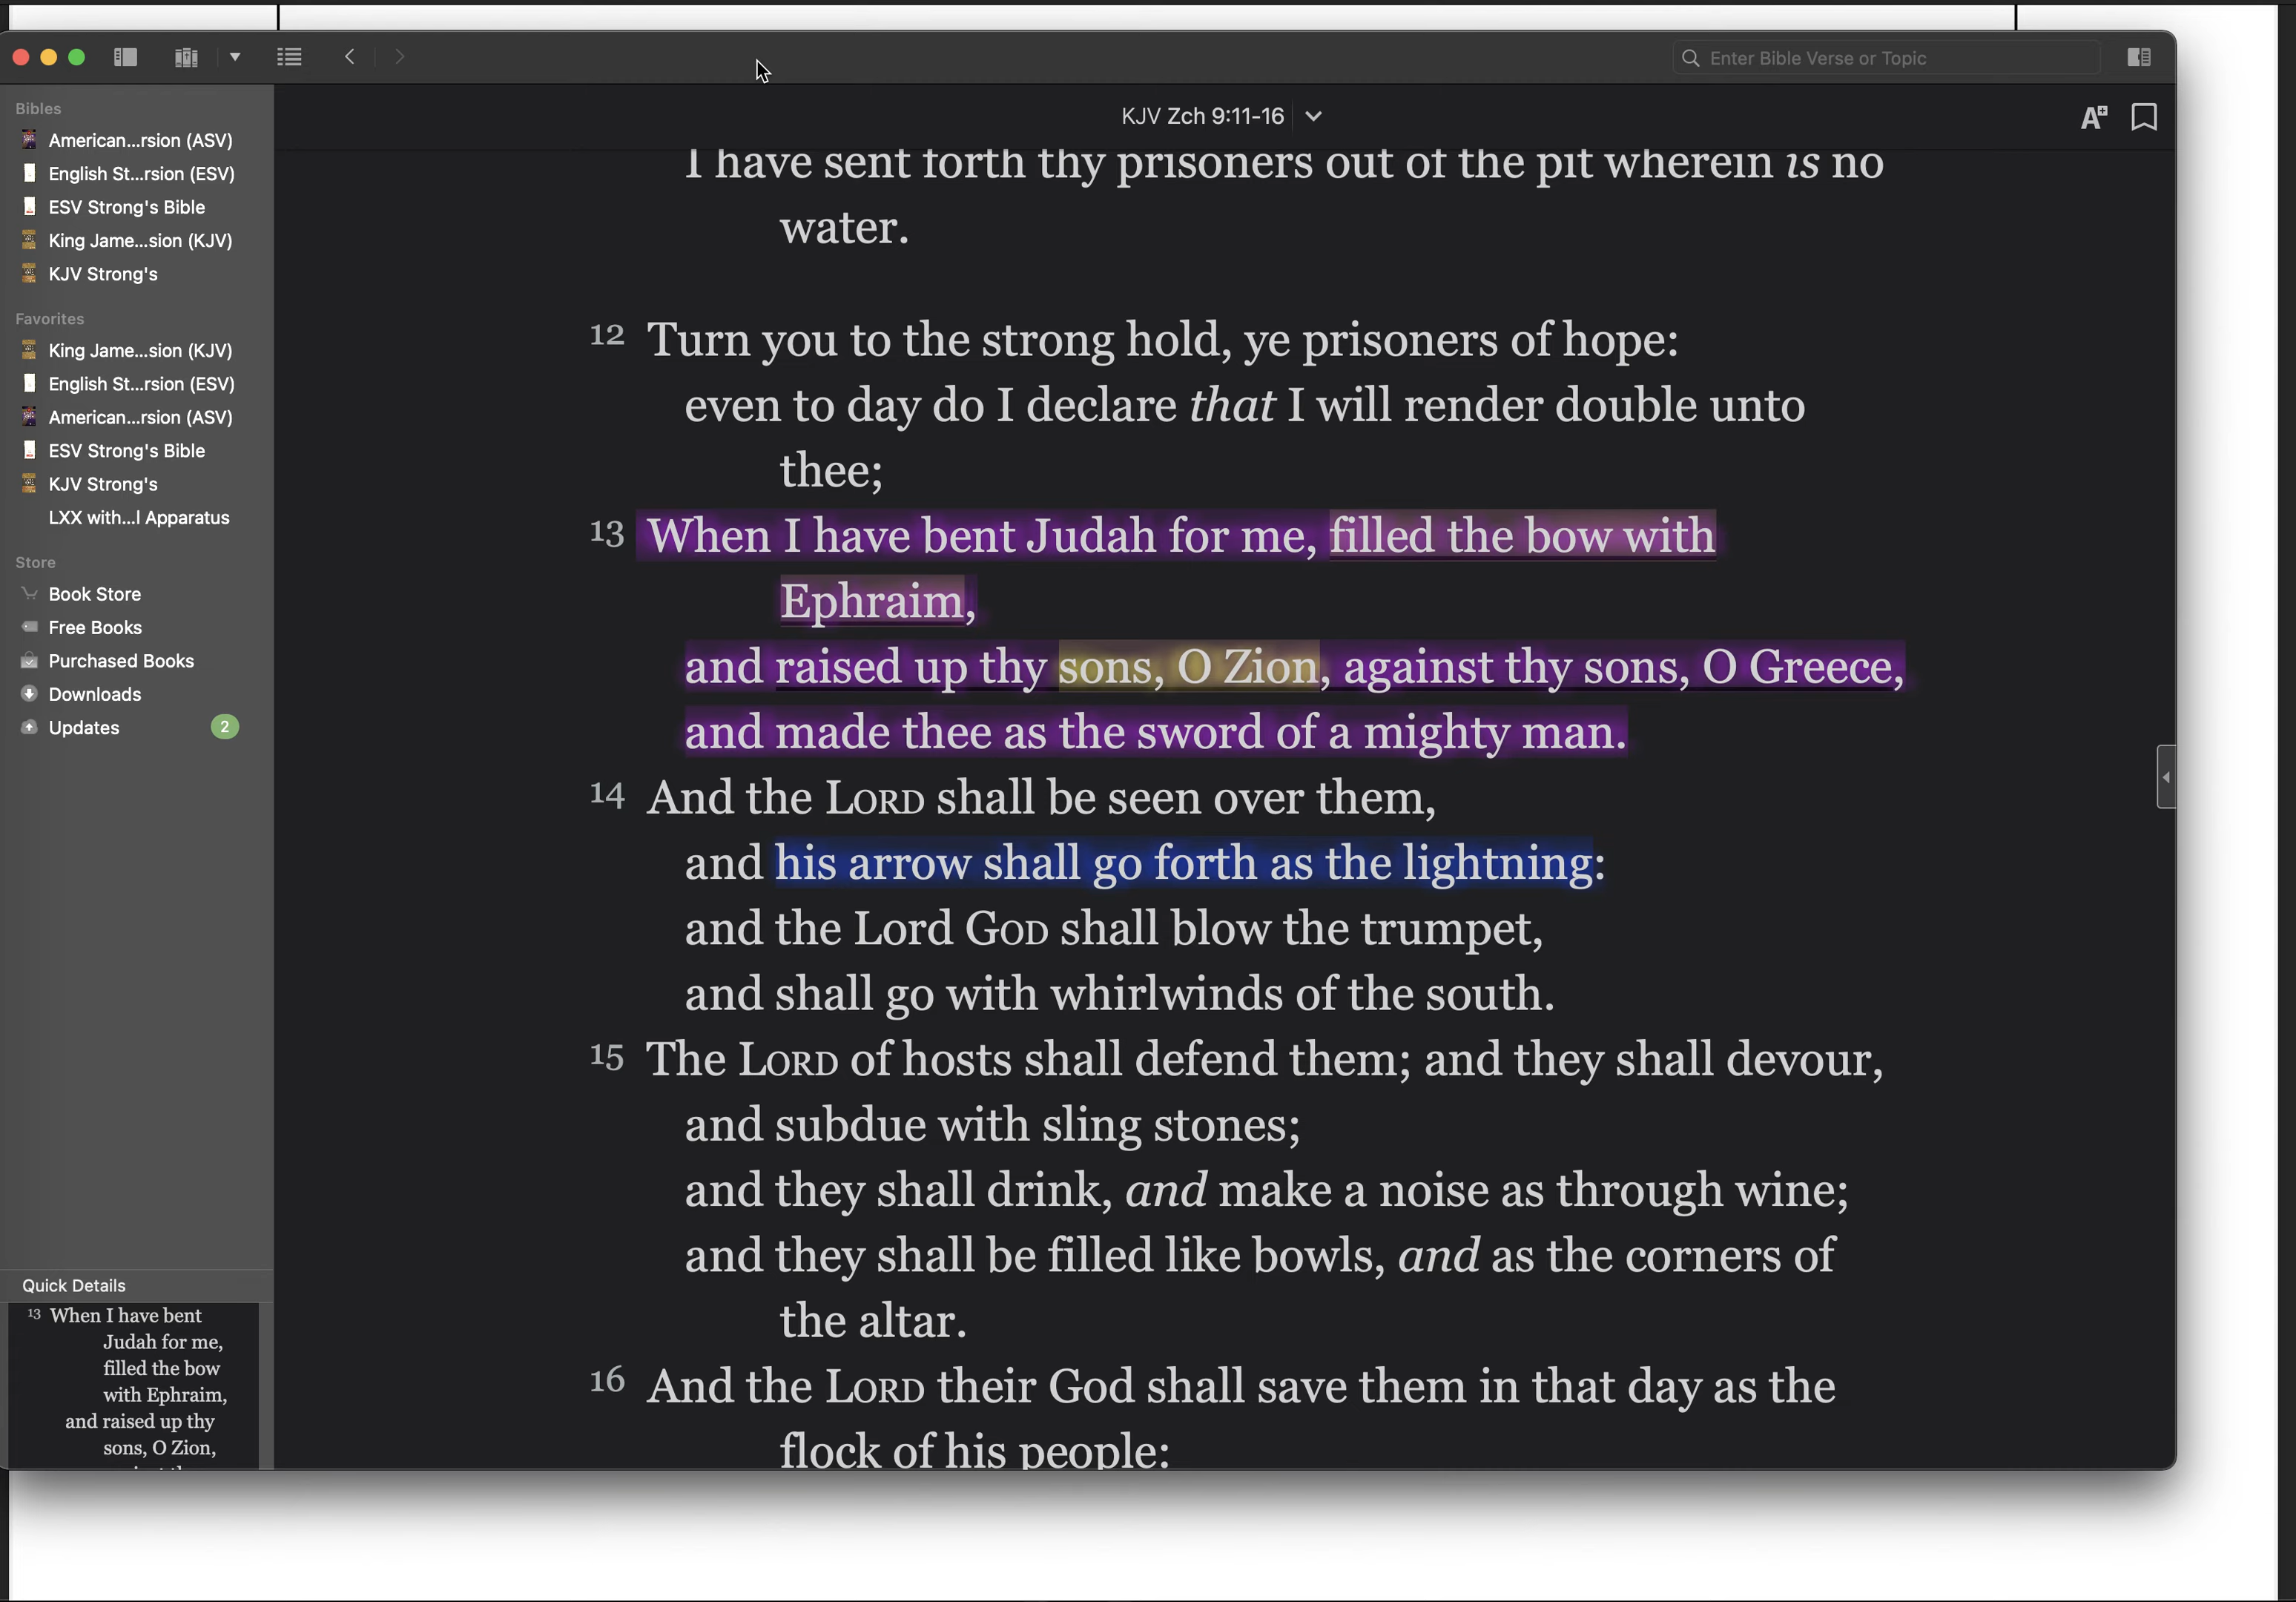 Enter Bible Verse or Topic
Bibles
American...rsion (ASV)
English St...rsion (ESV)
ESV Strong's Bible
King Jame...sion (KJV)
KJV Strong's
Favorites
King Jame...sion (KJV)
English St...rsion (ESV)
American...rsion (ASV)
ESV Strong's Bible
KJV Strong's
LXX with...l Apparatus
Store
Book Store
Free Books
Purchased Books
Downloads
Updates 2
Quick Details
13 When I have bent
Judah for me,
filled the bow
with Ephraim,
and raised up thy
sons, O Zion,
KJV Zch 9:11-16
A+
I have sent forth thy prisoners out of the pit wherein is no
water.
12 Turn you to the strong hold, ye prisoners of hope:
even to day do I declare that I will render double unto
thee;
13 When I have bent Judah for me, filled the bow with
Ephraim,
and raised up thy sons, O Zion, against thy sons, O Greece,
and made thee as the sword of a mighty man.
14 And the LORD shall be seen over them,
and his arrow shall go forth as the lightning:
and the Lord GOD shall blow the trumpet,
and shall go with whirlwinds of the south.
15 The LORD of hosts shall defend them; and they shall devour,
and subdue with sling stones;
and they shall drink, and make a noise as through wine;
and they shall be filled like bowls, and as the corners of
the altar.
16 And the LORD their God shall save them in that day as the
flock of his people: